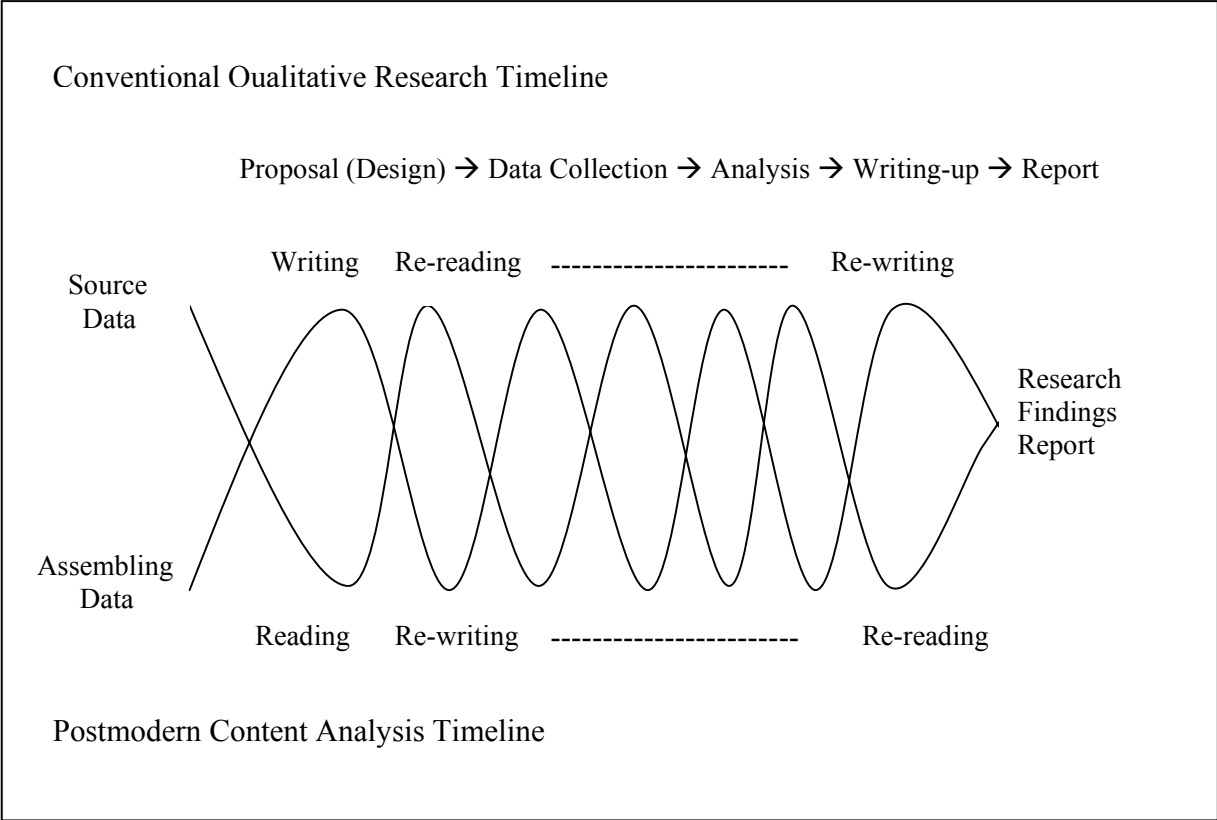 Conventional Oualitative Research Timeline
Proposal (Design) → Data Collection → Analysis → Writing-up → Report
Writing Re-reading ----------------------- Re-writing
Source
Data
Research
Findings
Report
Assembling
Data
Reading Re-writing ------------------------ Re-reading
Postmodern Content Analysis Timeline